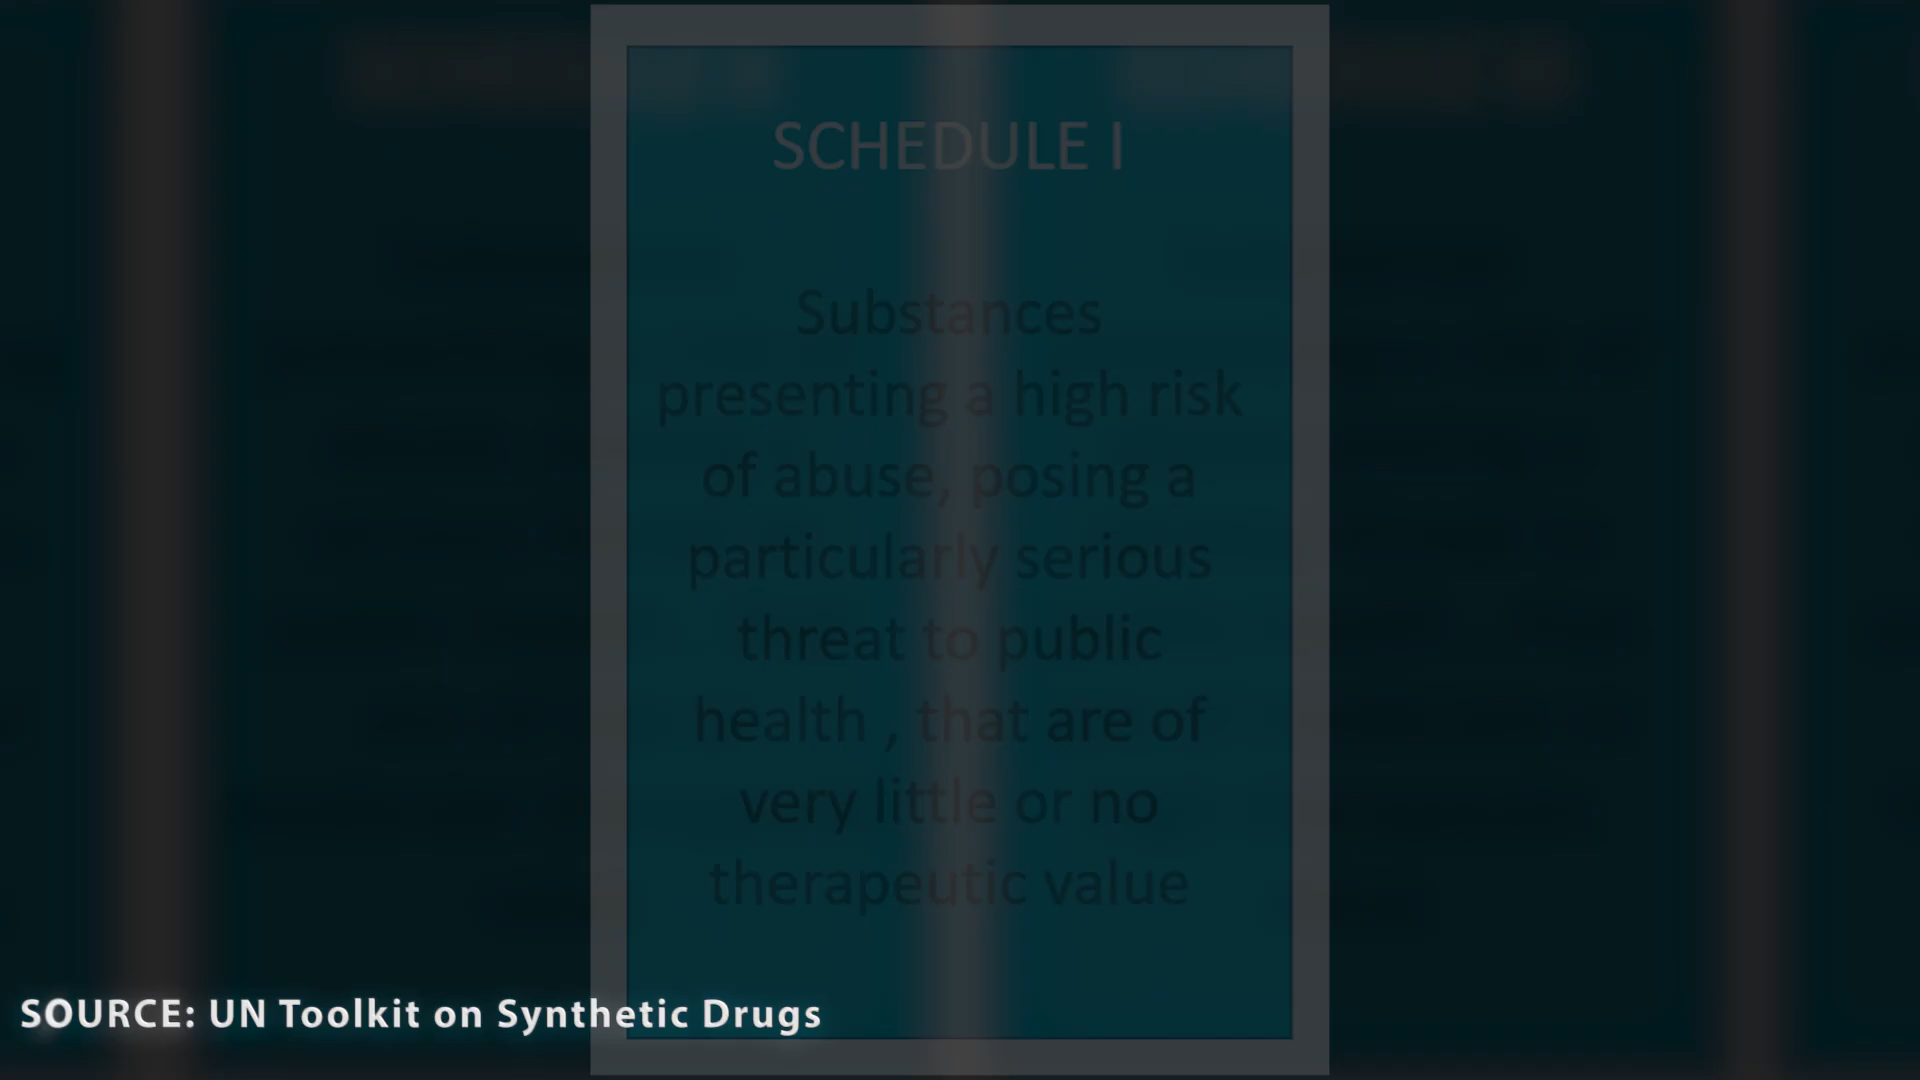 SCHEDULE I
Substances
presenting a high risk
of abuse, posing a
particularly serious
threat to public
health , that are of
very little or no
therapeutic value
SOURCE: UN Toolkit on Synthetic Drugs